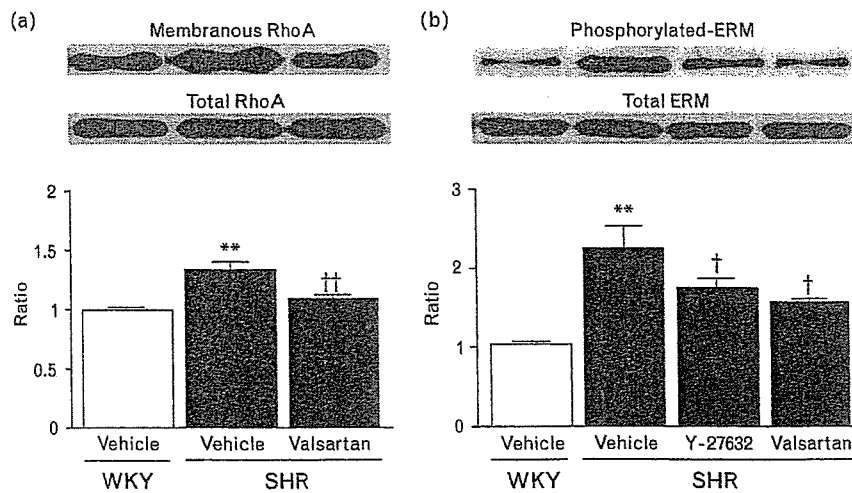 (a)
Membranous RhoA
Total RhoA
2
1.5
1
0.5
0
Ratio
**
††
Vehicle Vehicle Valsartan
WKY SHR
(b)
Phosphorylated-ERM
Total ERM
3
2
1
0
Ratio
**
†
†
Vehicle Vehicle Y-27632 Valsartan
WKY SHR